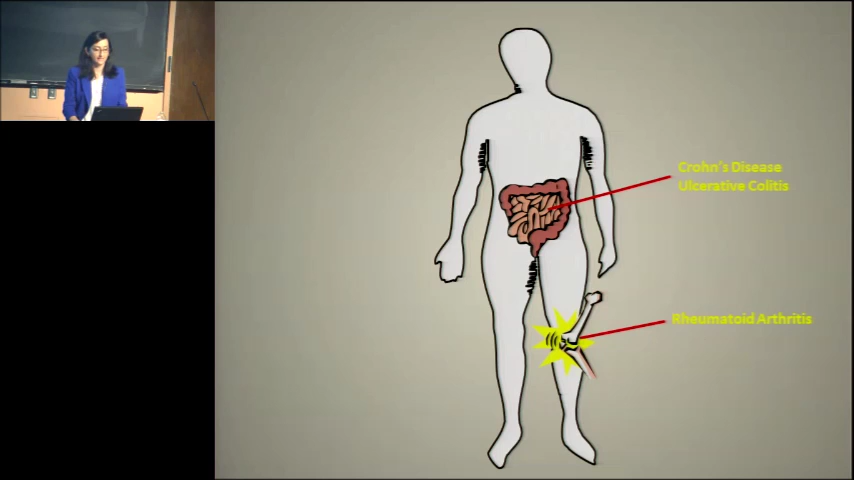 Crohn's Disease
Ulcerative Colitis
Rheumatoid Arthritis